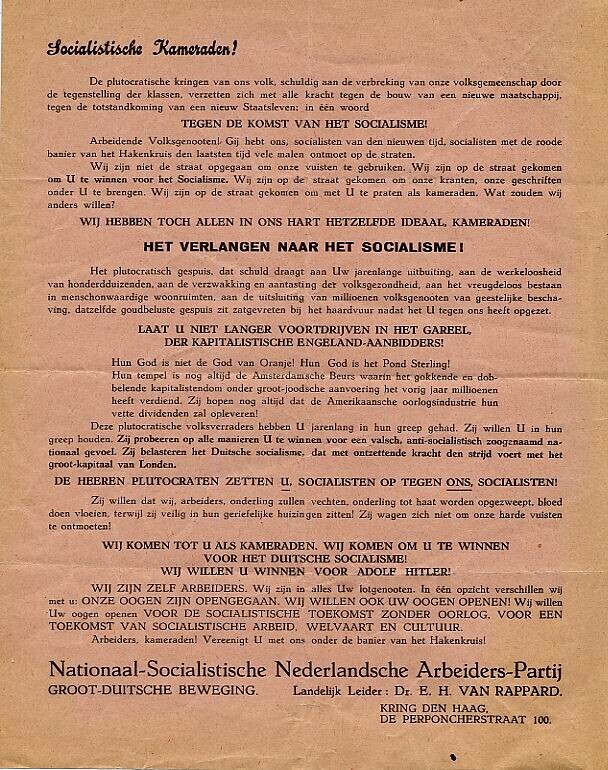 Socialistische Kameraden!
De plutocratische kringen van ons volk, schuldig aan de verbreking van onze volksgemeenschap door
de tegenstelling der klassen, verzetten zich met alle kracht tegen de bouw van een nieuwe maatschappij,
tegen de totstandkoming van een nieuw Staatsleven; in één woord
TEGEN DE KOMST VAN HET SOCIALISME!
Arbeidende Volksgenooten! Gij hebt ons, socialisten van den nieuwen tijd, socialisten met de roode
banier van het Hakenkruis den laatsten tijd vele malen ontmoet op de straten.
Wij zijn niet de straat opgegaan om onze vuisten te gebruiken. Wij zijn op de straat gekomen
om U te winnen voor het Socialisme. Wij zijn op de straat gekomen om onze kranten, onze geschriften
onder U te brengen. Wij zijn op de straat gekomen om met U te praten als kameraden. Wat zouden wij
anders willen?
WIJ HEBBEN TOCH ALLEN IN ONS HART HETZELFDE IDEAAL, KAMERADEN!
HET VERLANGEN NAAR HET SOCIALISME!
Het plutocratisch gespuis, dat schuld draagt aan Uw jarenlange uitbuiting, aan de werkeloosheid
van honderdduizenden, aan de verzwakking en aantasting der volksgezondheid, aan het vreugdeloos bestaan
in menschonwaardige woonruimten, aan de uitsluiting van millioenen volksgenooten van geestelijke bescha-
ving, datzelfde goudbeluste gespuis zit zatgevreten bij het haardvuur nadat het U tegen ons heeft opgezet.
LAAT U NIET LANGER VOORTDRIJVEN IN HET GAREEL,
DER KAPITALISTISCHE ENGELAND-AANBIDDERS!
Hun God is niet de God van Oranje! Hun God is het Pond Sterling!
Hun tempel is nog altijd de Amsterdamsche Beurs waarin het gokkende en dob-
belende kapitalistendom onder groot-joodsche aanvoering het vorig jaar millioenen
heeft verdiend. Zij hopen nog altijd dat de Amerikaansche oorlogsindustrie hun
vette dividenden zal opleveren!
Deze plutocratische volksverraders hebben U jarenlang in hun greep gehad. Zij willen U in hun
greep houden. Zij probeeren op alle manieren U te winnen voor een valsch, anti-socialistisch zoogenaamd na-
tionaal gevoel. Zij belasteren het Duitsche socialisme, dat met ontzettende kracht den strijd voert met het
groot-kapitaal van Londen.
DE HEEREN PLUTOCRATEN ZETTEN U, SOCIALISTEN OP TEGEN ONS, SOCIALISTEN!
Zij willen dat wij, arbeiders, onderling zullen vechten, onderling tot haat worden opgezweept, bloed
doen vloeien, terwijl zij veilig in hun geriefelijke huizingen zitten! Zij wagen zich niet om onze harde vuisten
te ontmoeten!
WIJ KOMEN TOT U ALS KAMERADEN. WIJ KOMEN OM U TE WINNEN
VOOR HET DUITSCHE SOCIALISME!
WIJ WILLEN U WINNEN VOOR ADOLF HITLER!
WIJ ZIJN ZELF ARBEIDERS. Wij zijn in alles Uw lotgenooten. In één opzicht verschillen wij
met u: ONZE OOGEN ZIJN OPENGEGAAN. WIJ WILLEN OOK UW OOGEN OPENEN! Wij willen
Uw oogen openen VOOR DE SOCIALISTISCHE TOEKOMST ZONDER OORLOG, VOOR EEN
TOEKOMST VAN SOCIALISTISCHE ARBEID, WELVAART EN CULTUUR.
Arbeiders, kameraden! Vereenigt U met ons onder de banier van het Hakenkruis!
Nationaal-Socialistische Nederlandsche Arbeiders-Partij
GROOT-DUITSCHE BEWEGING. Landelijk Leider: Dr. E. H. VAN RAPPARD.
KRING DEN HAAG,
DE PERPONCHERSTRAAT 100.